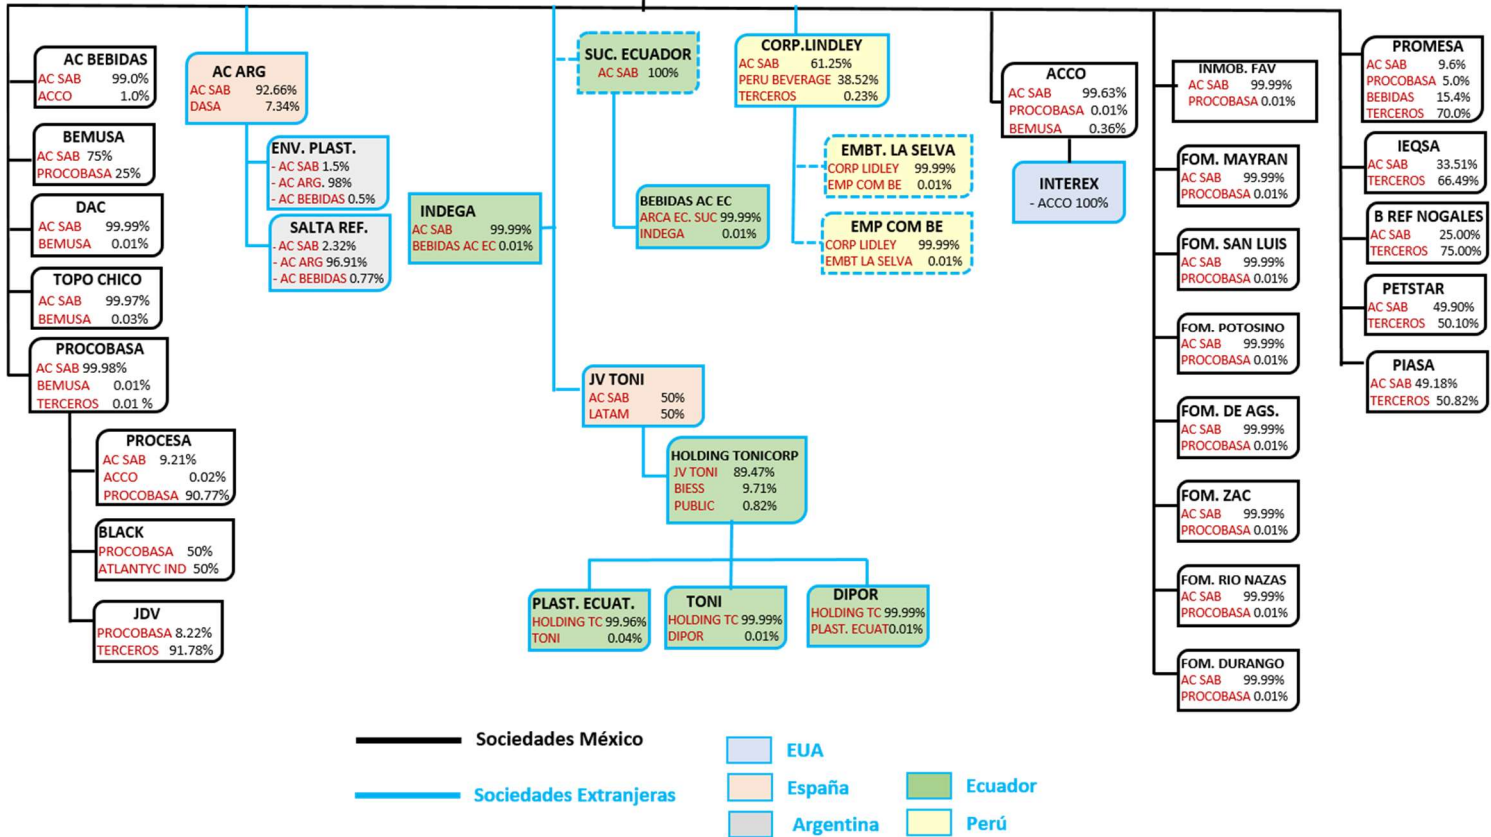 AC BEBIDAS
AC SAB 99.0%
ACCO 1.0%
BEMUSA
AC SAB 75%
PROCOBASA 25%
DAC
AC SAB 99.99%
BEMUSA 0.01%
TOPO CHICO
AC SAB 99.97%
BEMUSA 0.03%
PROCOBASA
AC SAB 99.98%
BEMUSA 0.01%
TERCEROS 0.01 %
PROCESA
AC SAB 9.21%
ACCO 0.02%
PROCOBASA 90.77%
BLACK
PROCOBASA 50%
ATLANTYC IND 50%
JDV
PROCOBASA 8.22%
TERCEROS 91.78%
AC ARG
AC SAB 92.66%
DASA 7.34%
ENV. PLAST.
- AC SAB 1.5%
- AC ARG. 98%
- AC BEBIDAS 0.5%
SALTA REF.
- AC SAB 2.32%
- AC ARG 96.91%
- AC BEBIDAS 0.77%
INDEGA
AC SAB 99.99%
BEBIDAS AC EC 0.01%
SUC. ECUADOR
AC SAB 100%
BEBIDAS AC EC
ARCA EC. SUC 99.99%
INDEGA 0.01%
JV TONI
AC SAB 50%
LATAM 50%
HOLDING TONICORP
JV TONI 89.47%
BIESS 9.71%
PUBLIC 0.82%
PLAST. ECUAT.
HOLDING TC 99.96%
TONI 0.04%
TONI
HOLDING TC 99.99%
DIPOR 0.01%
DIPOR
HOLDING TC 99.99%
PLAST. ECUAT0.01%
CORP.LINDLEY
AC SAB 61.25%
PERU BEVERAGE 38.52%
TERCEROS 0.23%
EMBT. LA SELVA
CORP LIDLEY 99.99%
EMP COM BE 0.01%
EMP COM BE
CORP LIDLEY 99.99%
EMBT LA SELVA 0.01%
ACCO
AC SAB 99.63%
PROCOBASA 0.01%
BEMUSA 0.36%
INTEREX
- ACCO 100%
INMOB. FAV
AC SAB 99.99%
PROCOBASA 0.01%
FOM. MAYRAN
AC SAB 99.99%
PROCOBASA 0.01%
FOM. SAN LUIS
AC SAB 99.99%
PROCOBASA 0.01%
FOM. POTOSINO
AC SAB 99.99%
PROCOBASA 0.01%
FOM. DE AGS.
AC SAB 99.99%
PROCOBASA 0.01%
FOM. ZAC
AC SAB 99.99%
PROCOBASA 0.01%
FOM. RIO NAZAS
AC SAB 99.99%
PROCOBASA 0.01%
FOM. DURANGO
AC SAB 99.99%
PROCOBASA 0.01%
PROMESA
AC SAB 9.6%
PROCOBASA 5.0%
BEBIDAS 15.4%
TERCEROS 70.0%
IEQSA
AC SAB 33.51%
TERCEROS 66.49%
B REF NOGALES
AC SAB 25.00%
TERCEROS 75.00%
PETSTAR
AC SAB 49.90%
TERCEROS 50.10%
PIASA
AC SAB 49.18%
TERCEROS 50.82%
Sociedades México
Sociedades Extranjeras
EUA
España
Argentina
Ecuador
Perú